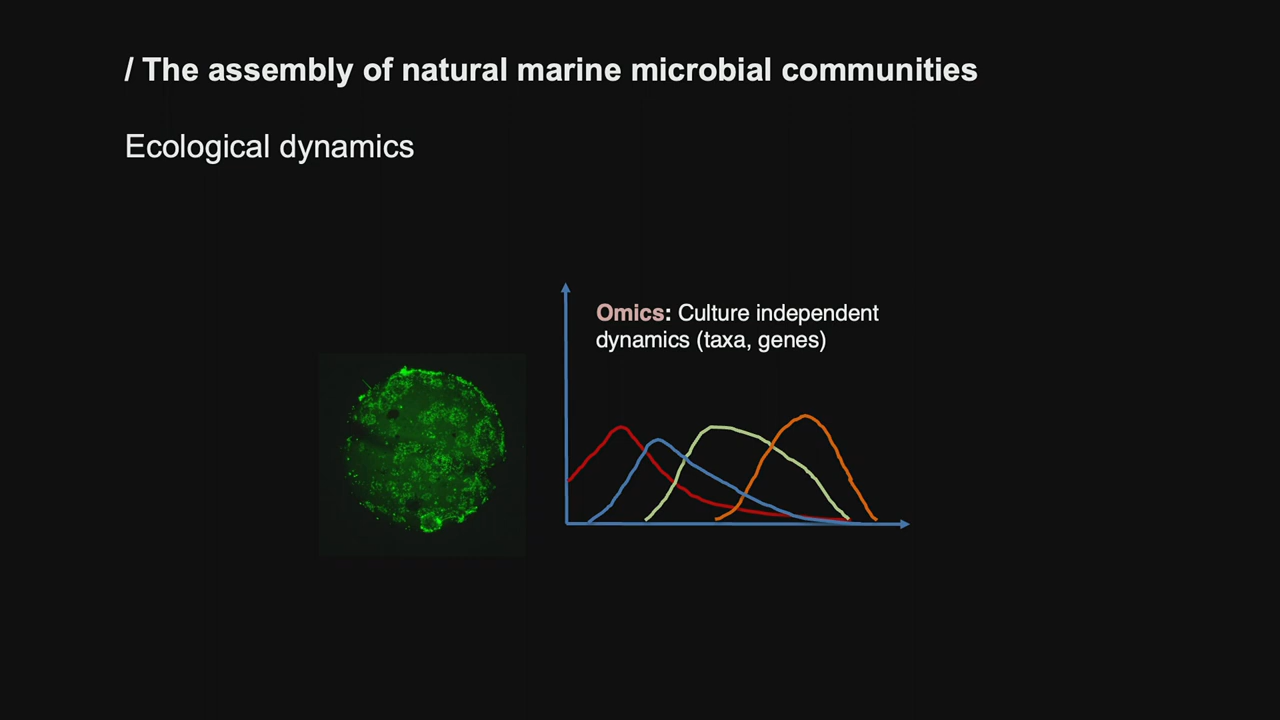 / The assembly of natural marine microbial communities
Ecological dynamics
Omics: Culture independent
dynamics (taxa, genes)